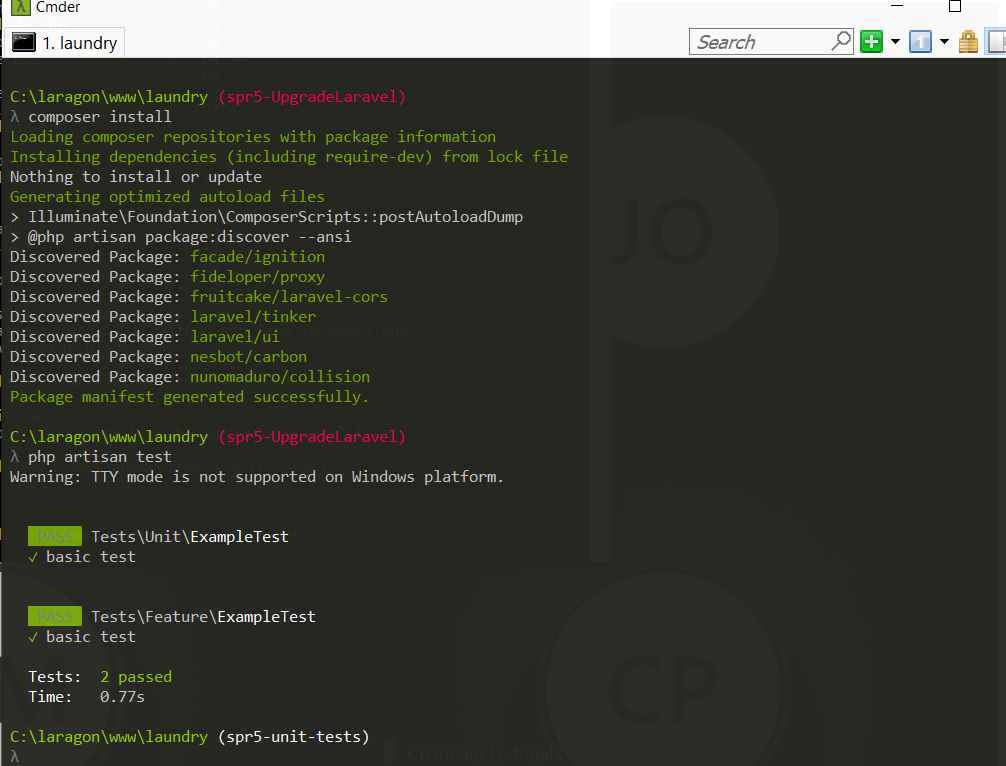 Cmder
1. laundry
Search
C:\laragon\www\laundry (spr5-UpgradeLaravel)
λ composer install
Loading composer repositories with package information
Installing dependencies (including require-dev) from lock file
Nothing to install or update
Generating optimized autoload files
> Illuminate\Foundation\ComposerScripts::postAutoloadDump
> @php artisan package:discover --ansi
Discovered Package: facade/ignition
Discovered Package: fideloper/proxy
Discovered Package: fruitcake/laravel-cors
Discovered Package: laravel/tinker
Discovered Package: laravel/ui
Discovered Package: nesbot/carbon
Discovered Package: nunomaduro/collision
Package manifest generated successfully.
C:\laragon\www\laundry (spr5-UpgradeLaravel)
λ php artisan test
Warning: TTY mode is not supported on Windows platform.
PASS Tests\Unit\ExampleTest
✓ basic test
PASS Tests\Feature\ExampleTest
✓ basic test
Tests: 2 passed
Time: 0.77s
C:\laragon\www\laundry (spr5-unit-tests)
λ
JO
CP